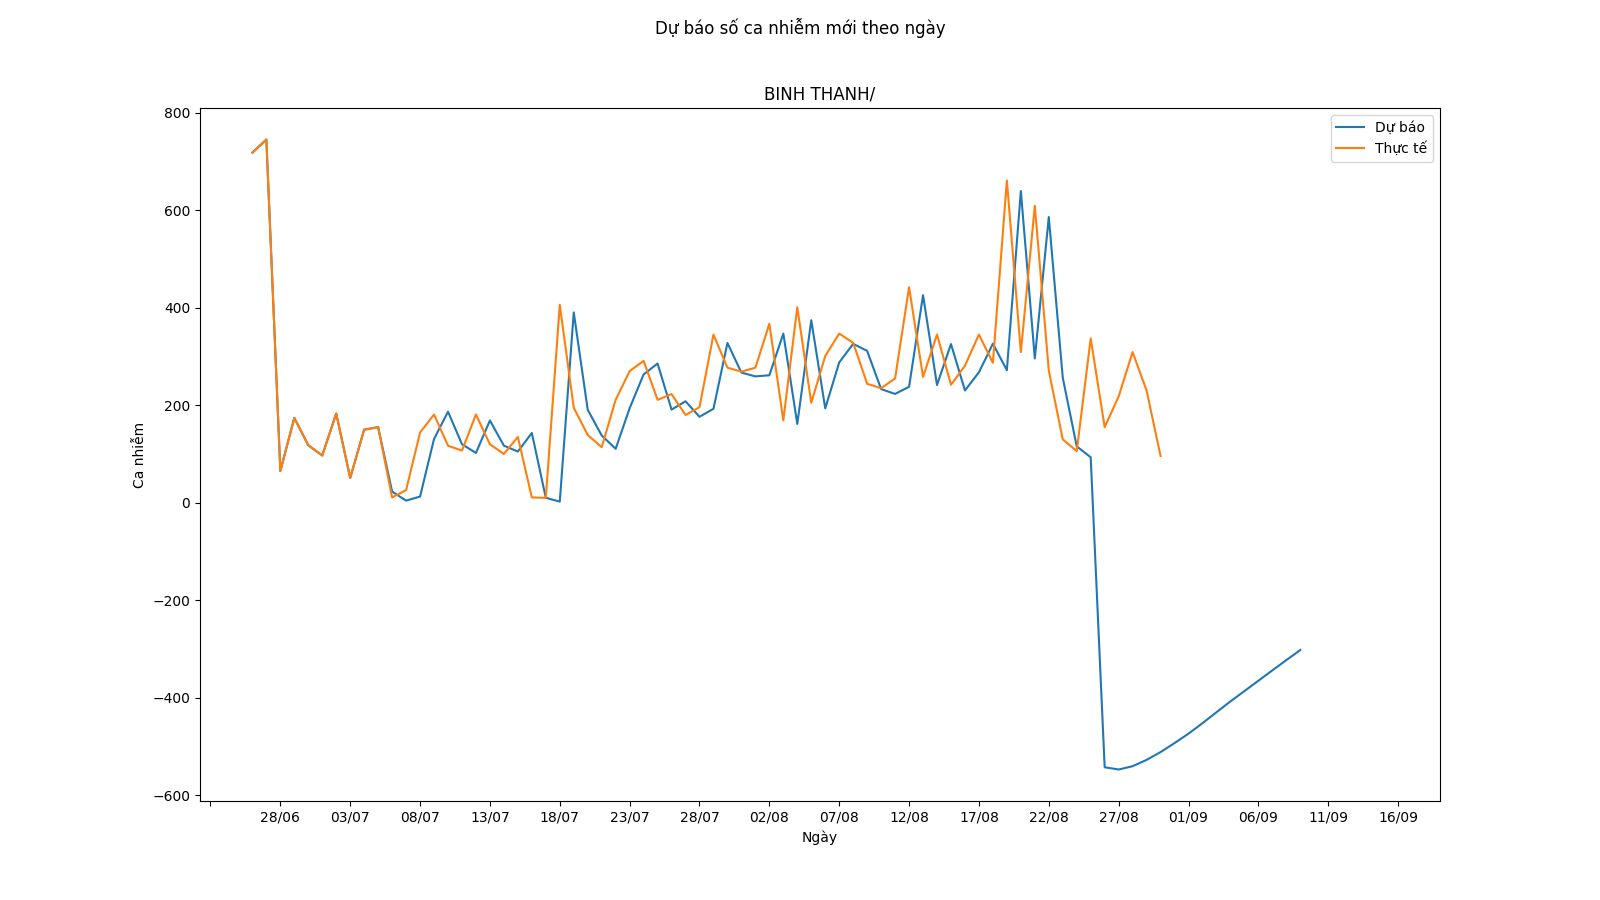 Dự báo số ca nhiễm mới theo ngày
BINH THANH/
Dự báo
Thực tế
800
600
400
200
0
−200
−400
−600
Ca nhiễm
28/06 03/07 08/07 13/07 18/07 23/07 28/07 02/08 07/08 12/08 17/08 22/08 27/08 01/09 06/09 11/09 16/09
Ngày